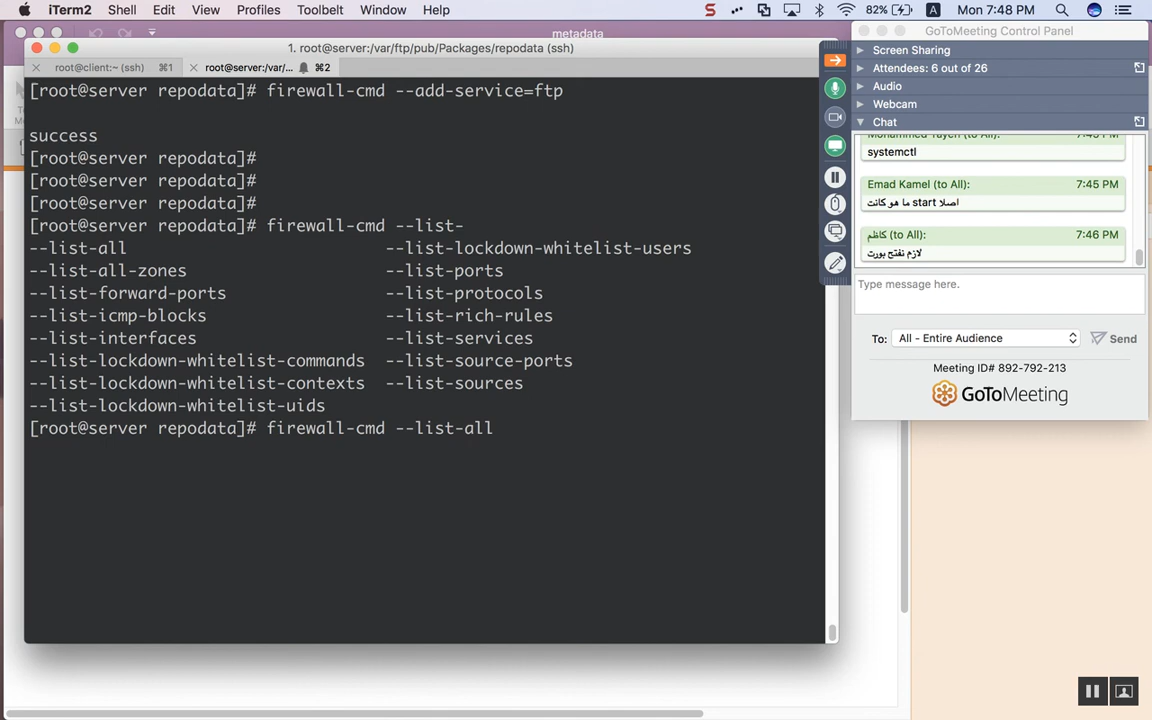 iTerm2 Shell Edit View Profiles Toolbelt Window Help
82% A Mon 7:48 PM
metadata
1. root@server:/var/ftp/pub/Packages/repodata (ssh)
root@client:~ (ssh) ⌘1
root@server:/var/... ⌘2
[root@server repodata]# firewall-cmd --add-service=ftp
success
[root@server repodata]#
[root@server repodata]#
[root@server repodata]#
[root@server repodata]# firewall-cmd --list-
--list-all --list-lockdown-whitelist-users
--list-all-zones --list-ports
--list-forward-ports --list-protocols
--list-icmp-blocks --list-rich-rules
--list-interfaces --list-services
--list-lockdown-whitelist-commands --list-source-ports
--list-lockdown-whitelist-contexts --list-sources
--list-lockdown-whitelist-uids
[root@server repodata]# firewall-cmd --list-all
GoToMeeting Control Panel
Screen Sharing
Attendees: 6 out of 26
Audio
Webcam
Chat
systemctl
Emad Kamel (to All): 7:45 PM
اصلا start ما هو كانت
كاظم (to All): 7:46 PM
لازم نفتح بورت
Type message here.
To: All - Entire Audience Send
Meeting ID# 892-792-213
GoToMeeting